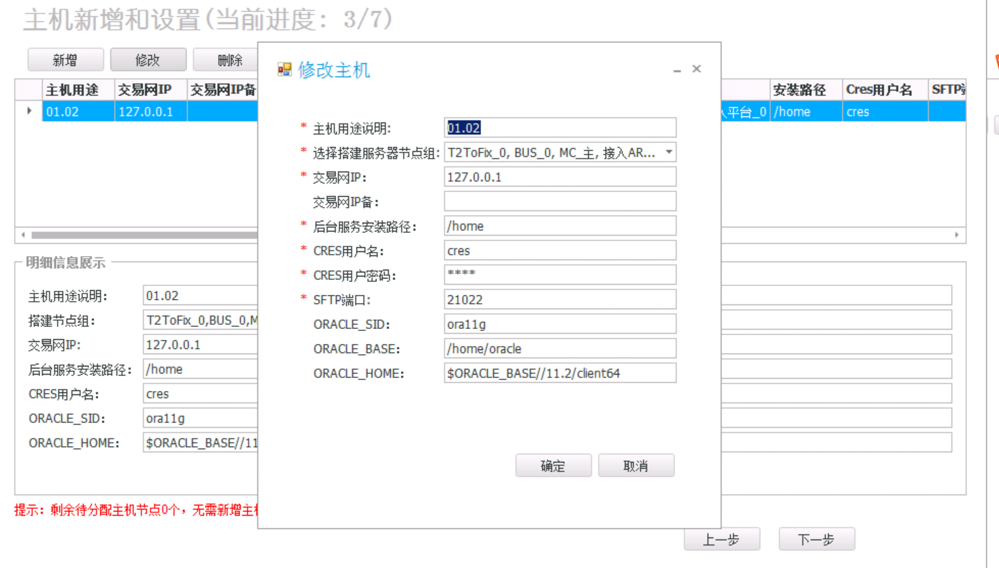 主机新增和设置(当前进度: 3/7)
新增
修改
删除
主机用途 交易网IP 交易网IP备
安装路径 Cres用户名 SFTP
01.02 127.0.0.1
平台_0 /home cres
修改主机
* 主机用途说明: 01.02
* 选择搭建服务器节点组: T2ToFix_0, BUS_0, MC_主, 接入AR...
* 交易网IP: 127.0.0.1
交易网IP备:
* 后台服务安装路径: /home
* CRES用户名: cres
* CRES用户密码: ****
* SFTP端口: 21022
ORACLE_SID: ora11g
ORACLE_BASE: /home/oracle
ORACLE_HOME: $ORACLE_BASE//11.2/client64
确定
取消
明细信息展示
主机用途说明: 01.02
搭建节点组: T2ToFix_0,BUS_0,M
交易网IP: 127.0.0.1
后台服务安装路径: /home
CRES用户名: cres
ORACLE_SID: ora11g
ORACLE_HOME: $ORACLE_BASE//11
提示: 剩余待分配主机节点0个，无需新增主
上一步
下一步